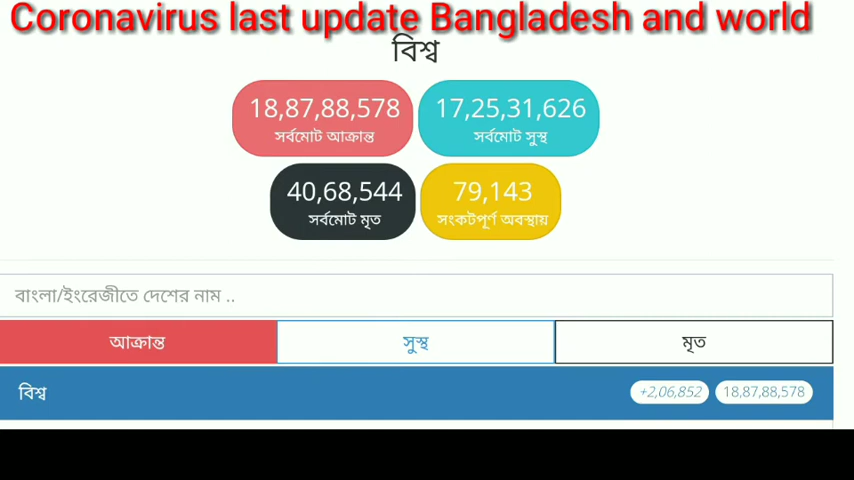 Coronavirus last update Bangladesh and world
বিশ্ব
18,87,88,578 17,25,31,626
সর্বমোট আক্রান্ত সর্বমোট সুস্থ
40,68,544 79,143
সর্বমোট মৃত সংকটপূর্ণ অবস্থায়
বাংলা/ইংরেজীতে দেশের নাম ..
আক্রান্ত সুস্থ মৃত
বিশ্ব +2,06,852 18,87,88,578